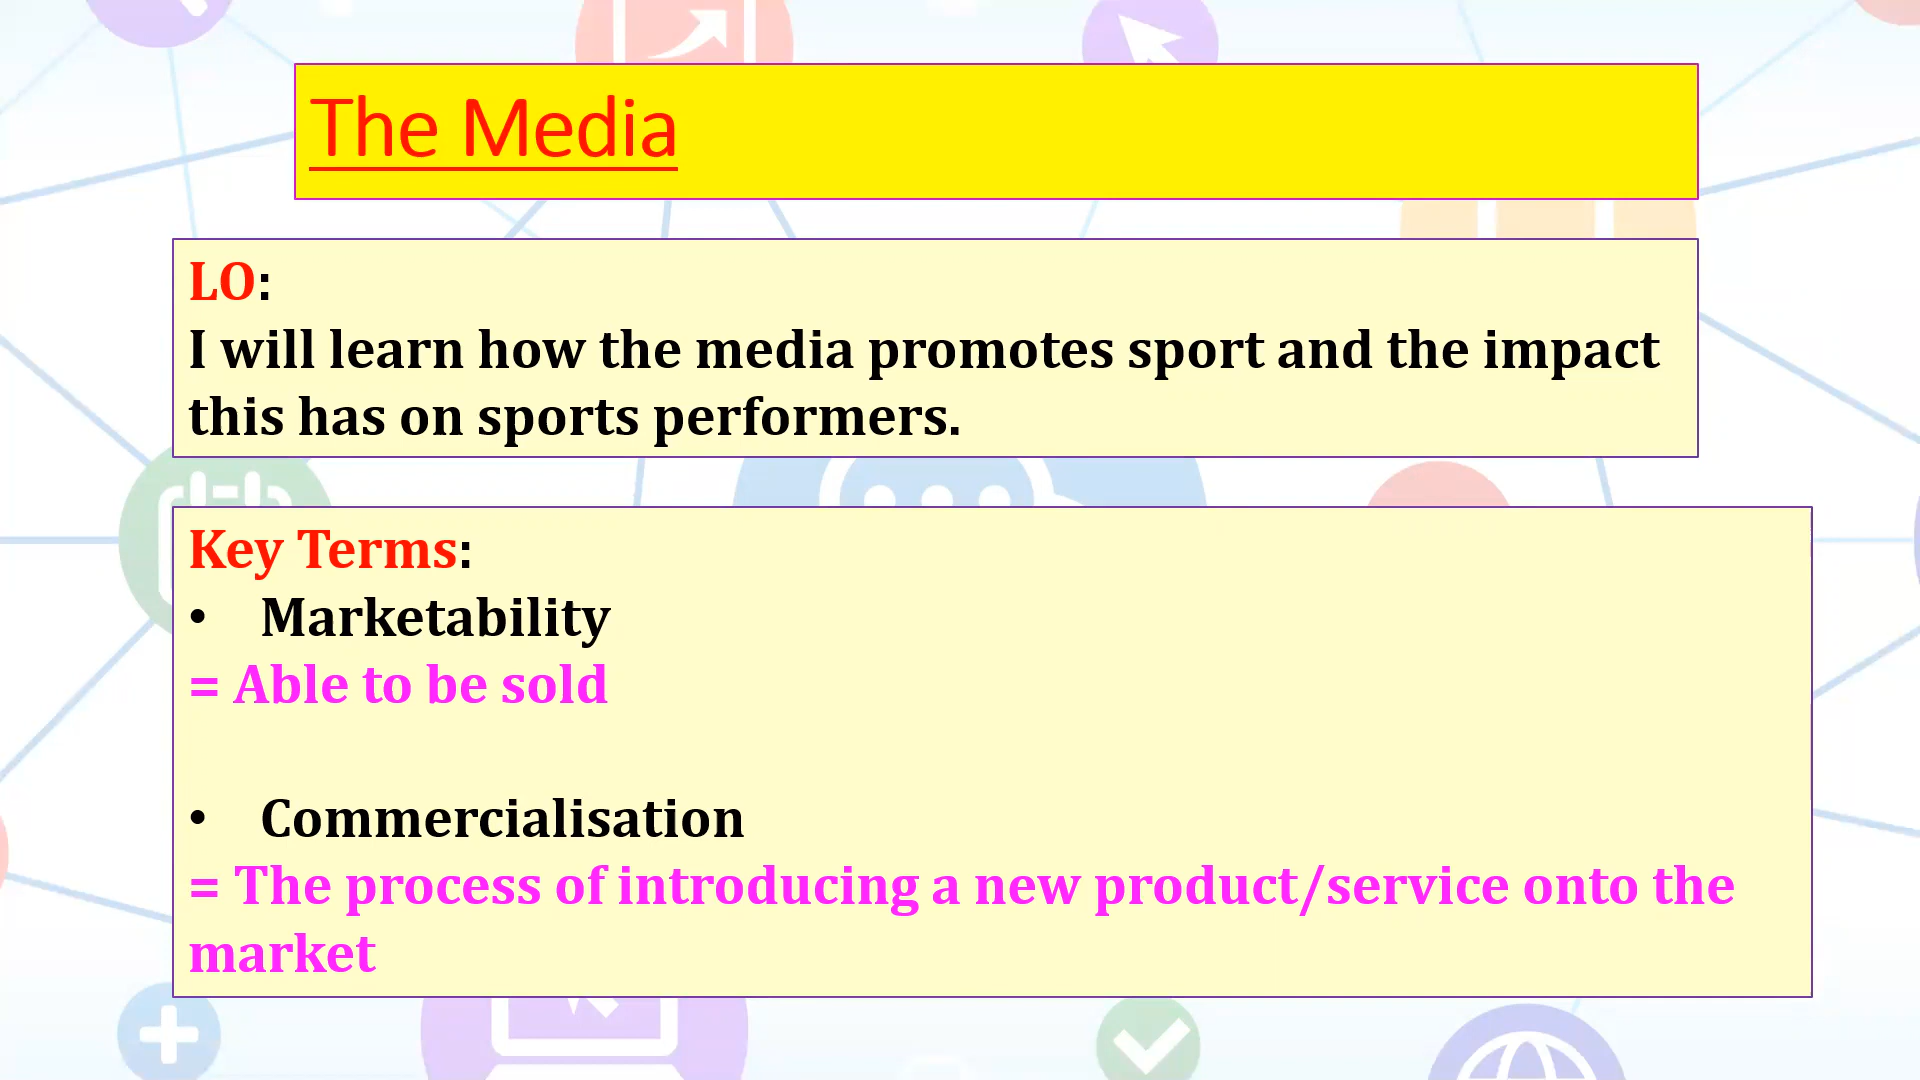 The Media
LO:
I will learn how the media promotes sport and the impact
this has on sports performers.
Key Terms:
• Marketability
= Able to be sold
• Commercialisation
= The process of introducing a new product/service onto the
market